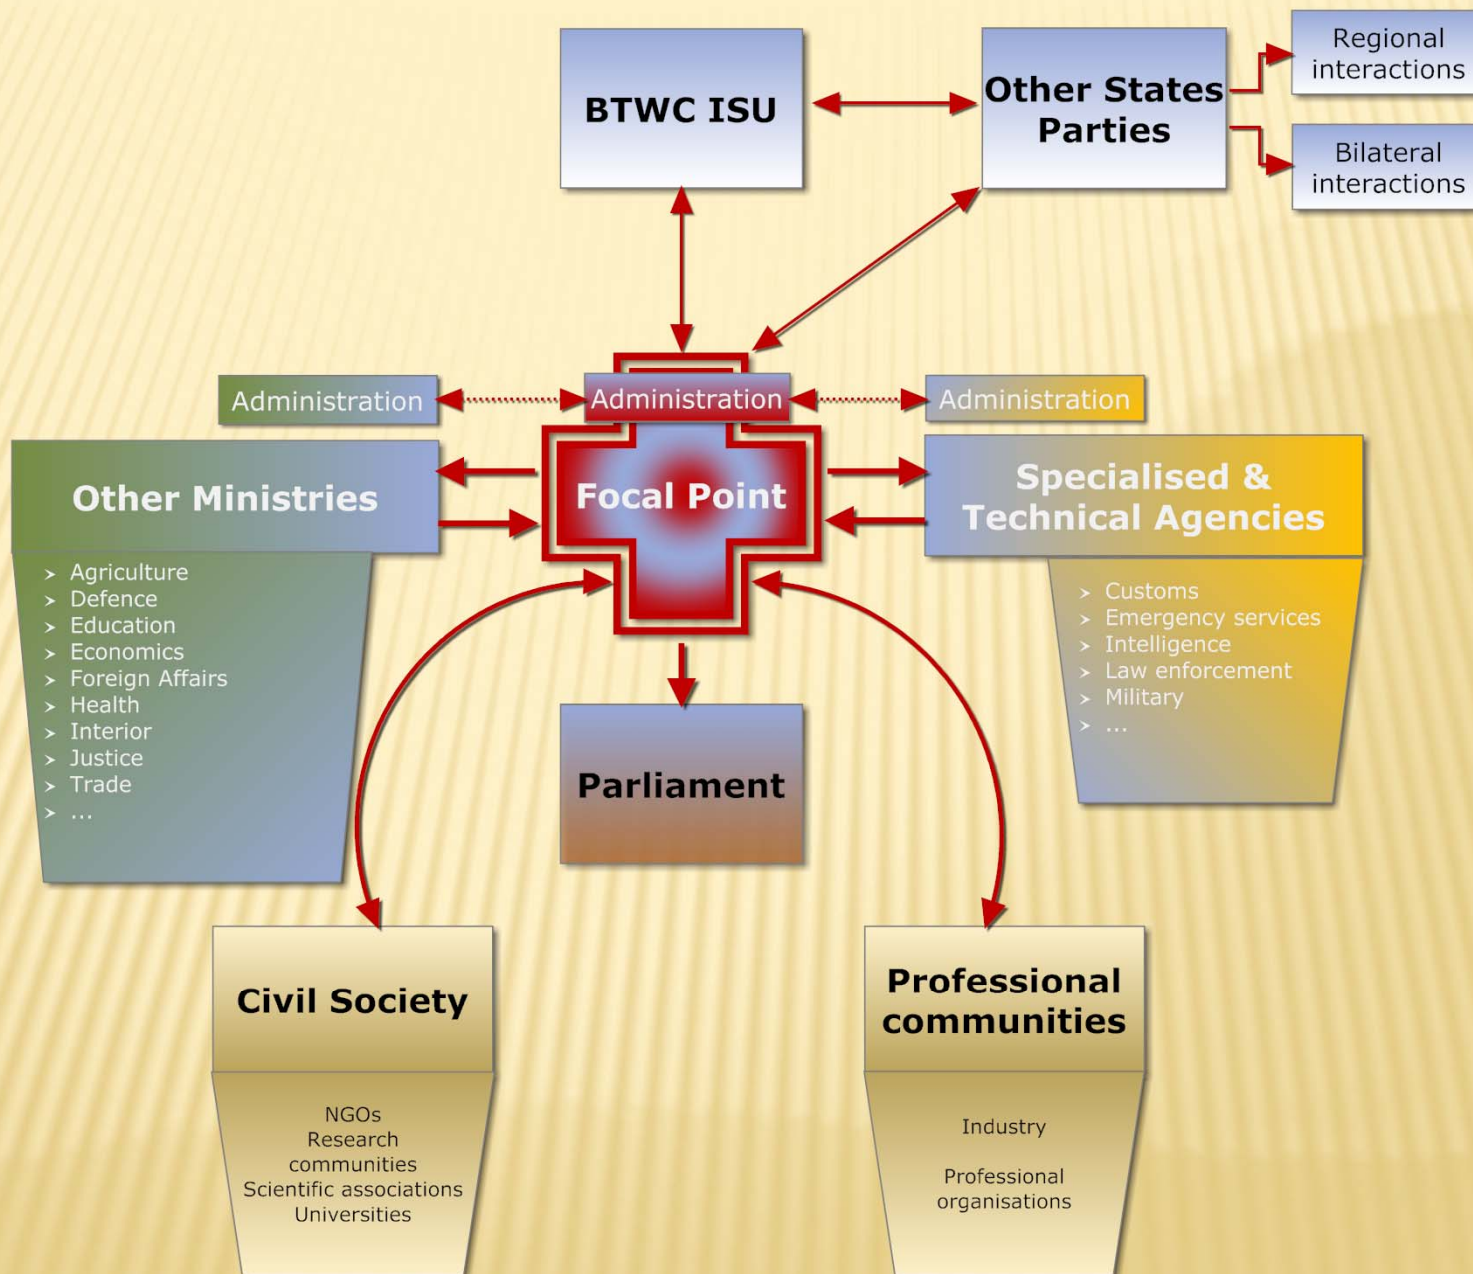 BTWC ISU
Other States
Parties
Regional
interactions
Bilateral
interactions
Administration
Administration
Administration
Other Ministries
Focal Point
Specialised &
Technical Agencies
➢ Agriculture
➢ Defence
➢ Education
➢ Economics
➢ Foreign Affairs
➢ Health
➢ Interior
➢ Justice
➢ Trade
➢ ...
➢ Customs
➢ Emergency services
➢ Intelligence
➢ Law enforcement
➢ Military
➢ ...
Parliament
Civil Society
NGOs
Research
communities
Scientific associations
Universities
Professional
communities
Industry
Professional
organisations